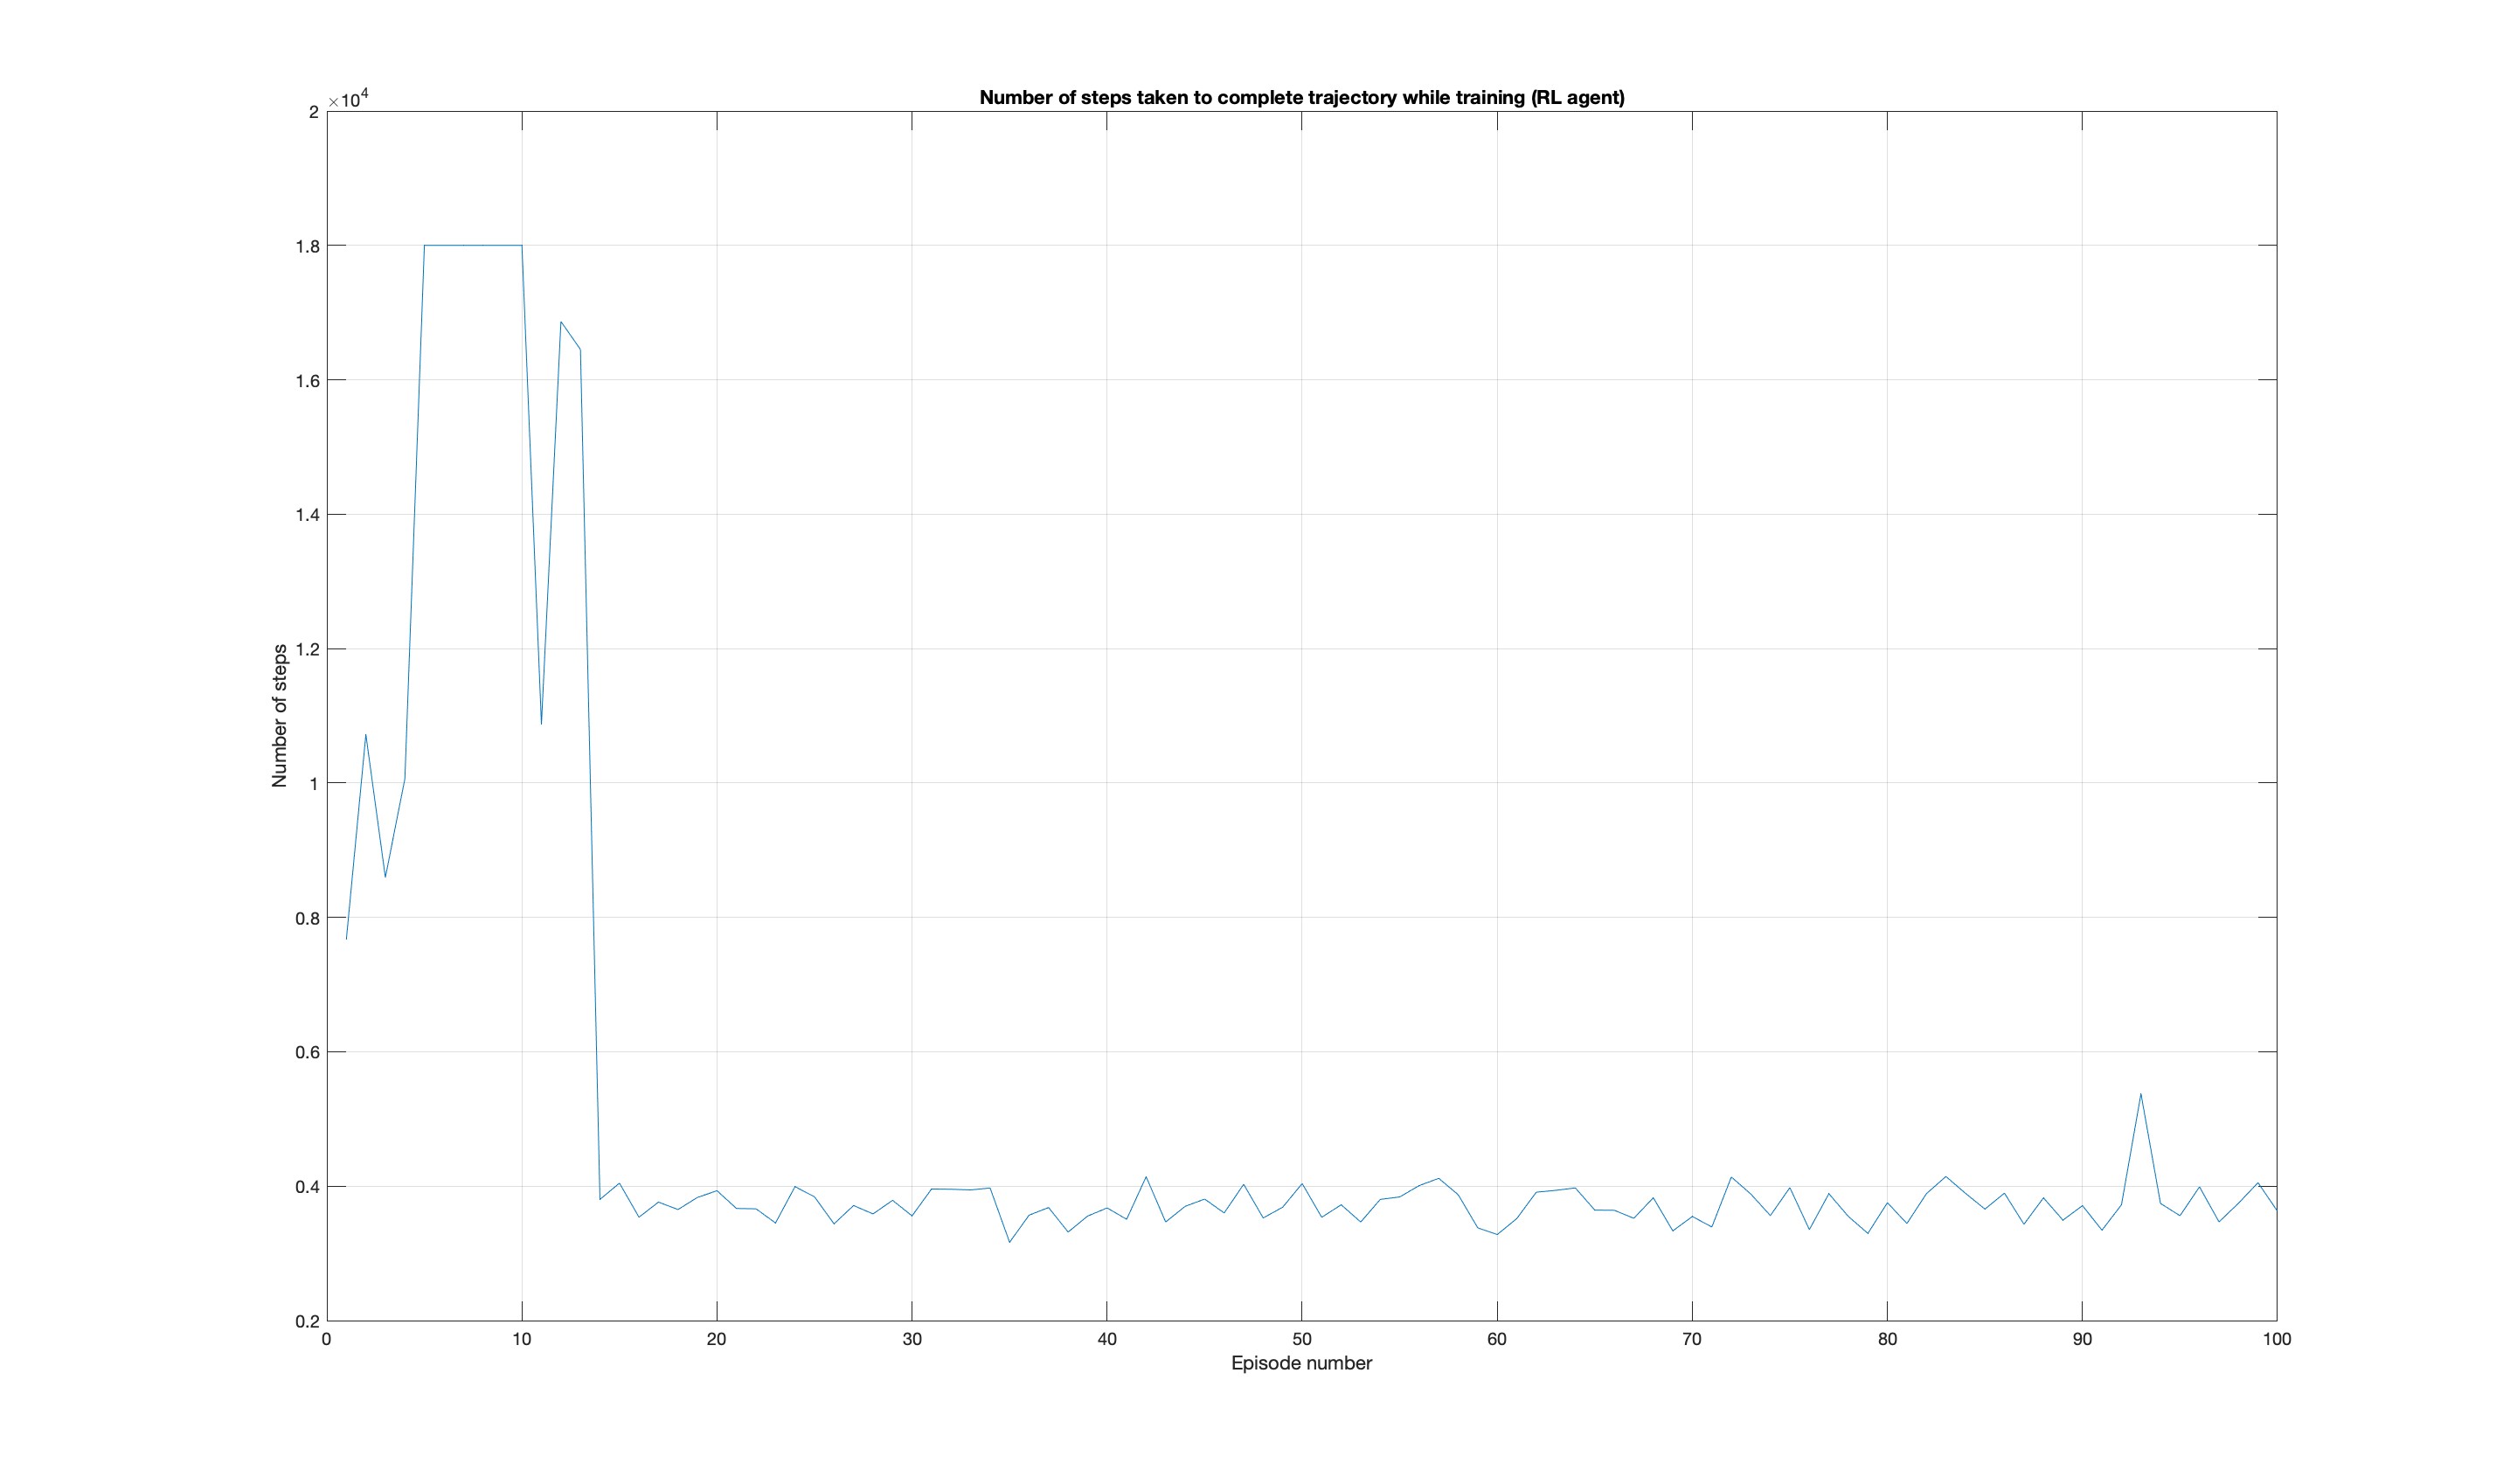 Number of steps taken to complete trajectory while training (RL agent)
×10⁴
2
1.8
1.6
1.4
1.2
1
0.8
0.6
0.4
0.2
Number of steps
0 10 20 30 40 50 60 70 80 90 100
Episode number